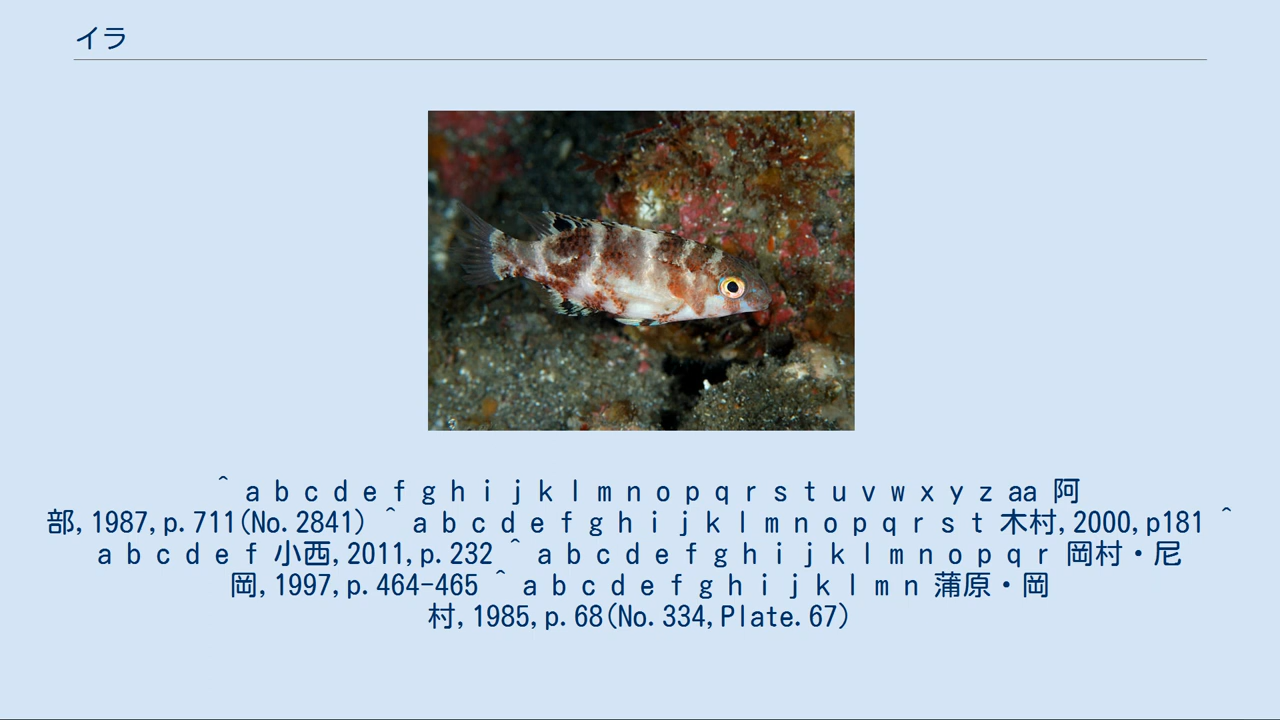 イラ
^ a b c d e f g h i j k l m n o p q r s t u v w x y z aa 阿
部,1987,p.711(No.2841) ^ a b c d e f g h i j k l m n o p q r s t 木村,2000,p181 ^
a b c d e f 小西,2011,p.232 ^ a b c d e f g h i j k l m n o p q r 岡村・尼
岡,1997,p.464-465 ^ a b c d e f g h i j k l m n 蒲原・岡
村,1985,p.68(No.334,Plate.67)